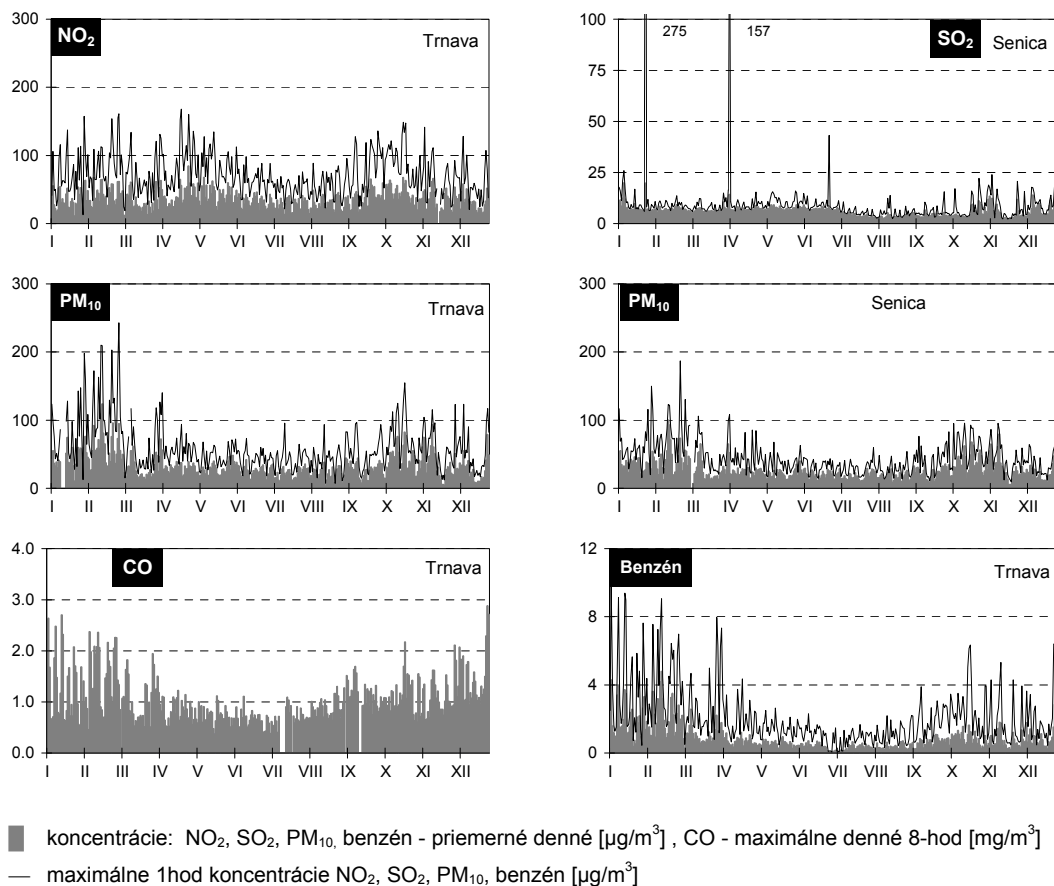 NO₂ Trnava
300
200
100
0
I II III IV V VI VII VIII IX X XI XII
SO₂ Senica
275 157
100
75
50
25
0
I II III IV V VI VII VIII IX X XI XII
PM₁₀ Trnava
300
200
100
0
I II III IV V VI VII VIII IX X XI XII
PM₁₀ Senica
300
200
100
0
I II III IV V VI VII VIII IX X XI XII
CO Trnava
4.0
3.0
2.0
1.0
0.0
I II III IV V VI VII VIII IX X XI XII
Benzén Trnava
12
8
4
0
I II III IV V VI VII VIII IX X XI XII
koncentrácie: NO₂, SO₂, PM₁₀, benzén - priemerné denné [µg/m³] , CO - maximálne denné 8-hod [mg/m³]
maximálne 1hod koncentrácie NO₂, SO₂, PM₁₀, benzén [µg/m³]